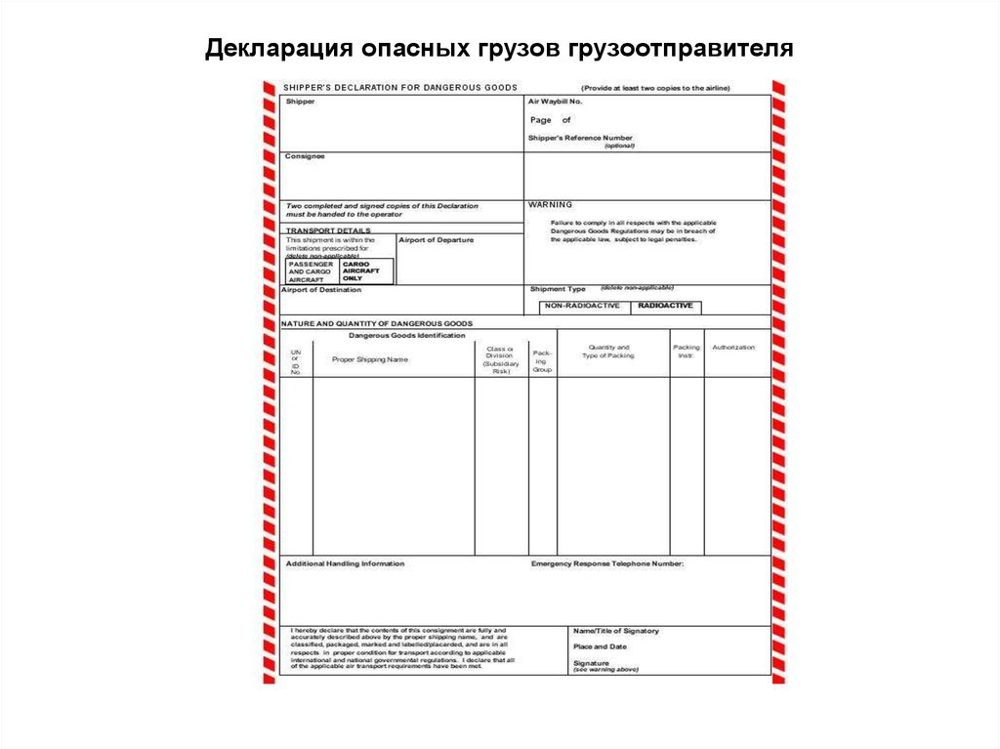 Декларация опасных грузов грузоотправителя
SHIPPER'S DECLARATION FOR DANGEROUS GOODS
(Provide at least two copies to the airline)
Shipper
Air Waybill No.
Page of
Shipper's Reference Number
(optional)
Consignee
Two completed and signed copies of this Declaration
must be handed to the operator
WARNING
Failure to comply in all respects with the applicable
Dangerous Goods Regulations may be in breach of
the applicable law, subject to legal penalties.
TRANSPORT DETAILS
This shipment is within the
limitations prescribed for
(delete non-applicable)
Airport of Departure
PASSENGER
AND CARGO
AIRCRAFT
CARGO
AIRCRAFT
ONLY
Airport of Destination
Shipment Type (delete non-applicable)
NON-RADIOACTIVE RADIOACTIVE
NATURE AND QUANTITY OF DANGEROUS GOODS
Dangerous Goods Identification
UN
or
ID
No
Proper Shipping Name
Class or
Division
(Subsidiary
Risk)
Pack-
ing
Group
Quantity and
Type of Packing
Packing
Instr.
Authorization
Additional Handling Information
Emergency Response Telephone Number:
I hereby declare that the contents of this consignment are fully and
accurately described above by the proper shipping name, and are
classified, packaged, marked and labelled/placarded, and are in all
respects in proper condition for transport according to applicable
international and national governmental regulations. I declare that all
of the applicable air transport requirements have been met.
Name/Title of Signatory
Place and Date
Signature
(see warning above)